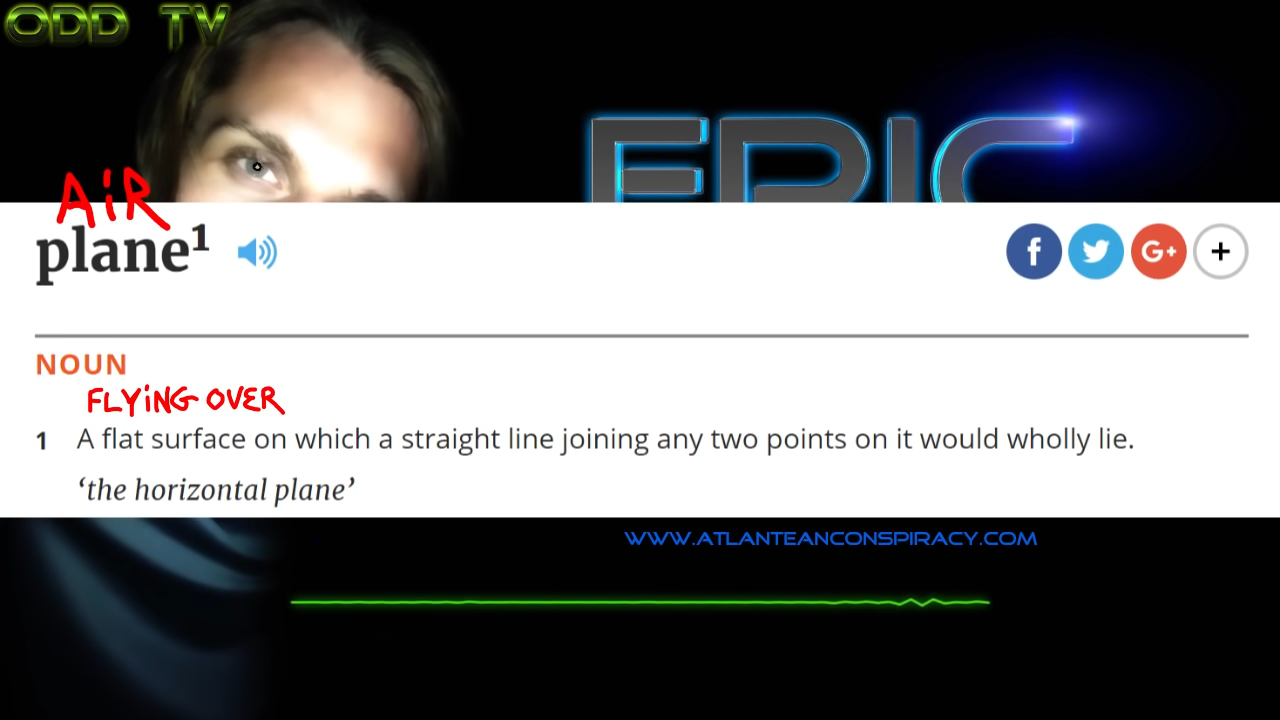 ODD TV
ERIC
AiR
plane¹
f G+ +
NOUN
FLYiNG OVER
1 A flat surface on which a straight line joining any two points on it would wholly lie.
‘the horizontal plane’
WWW.ATLANTEANCONSPIRACY.COM